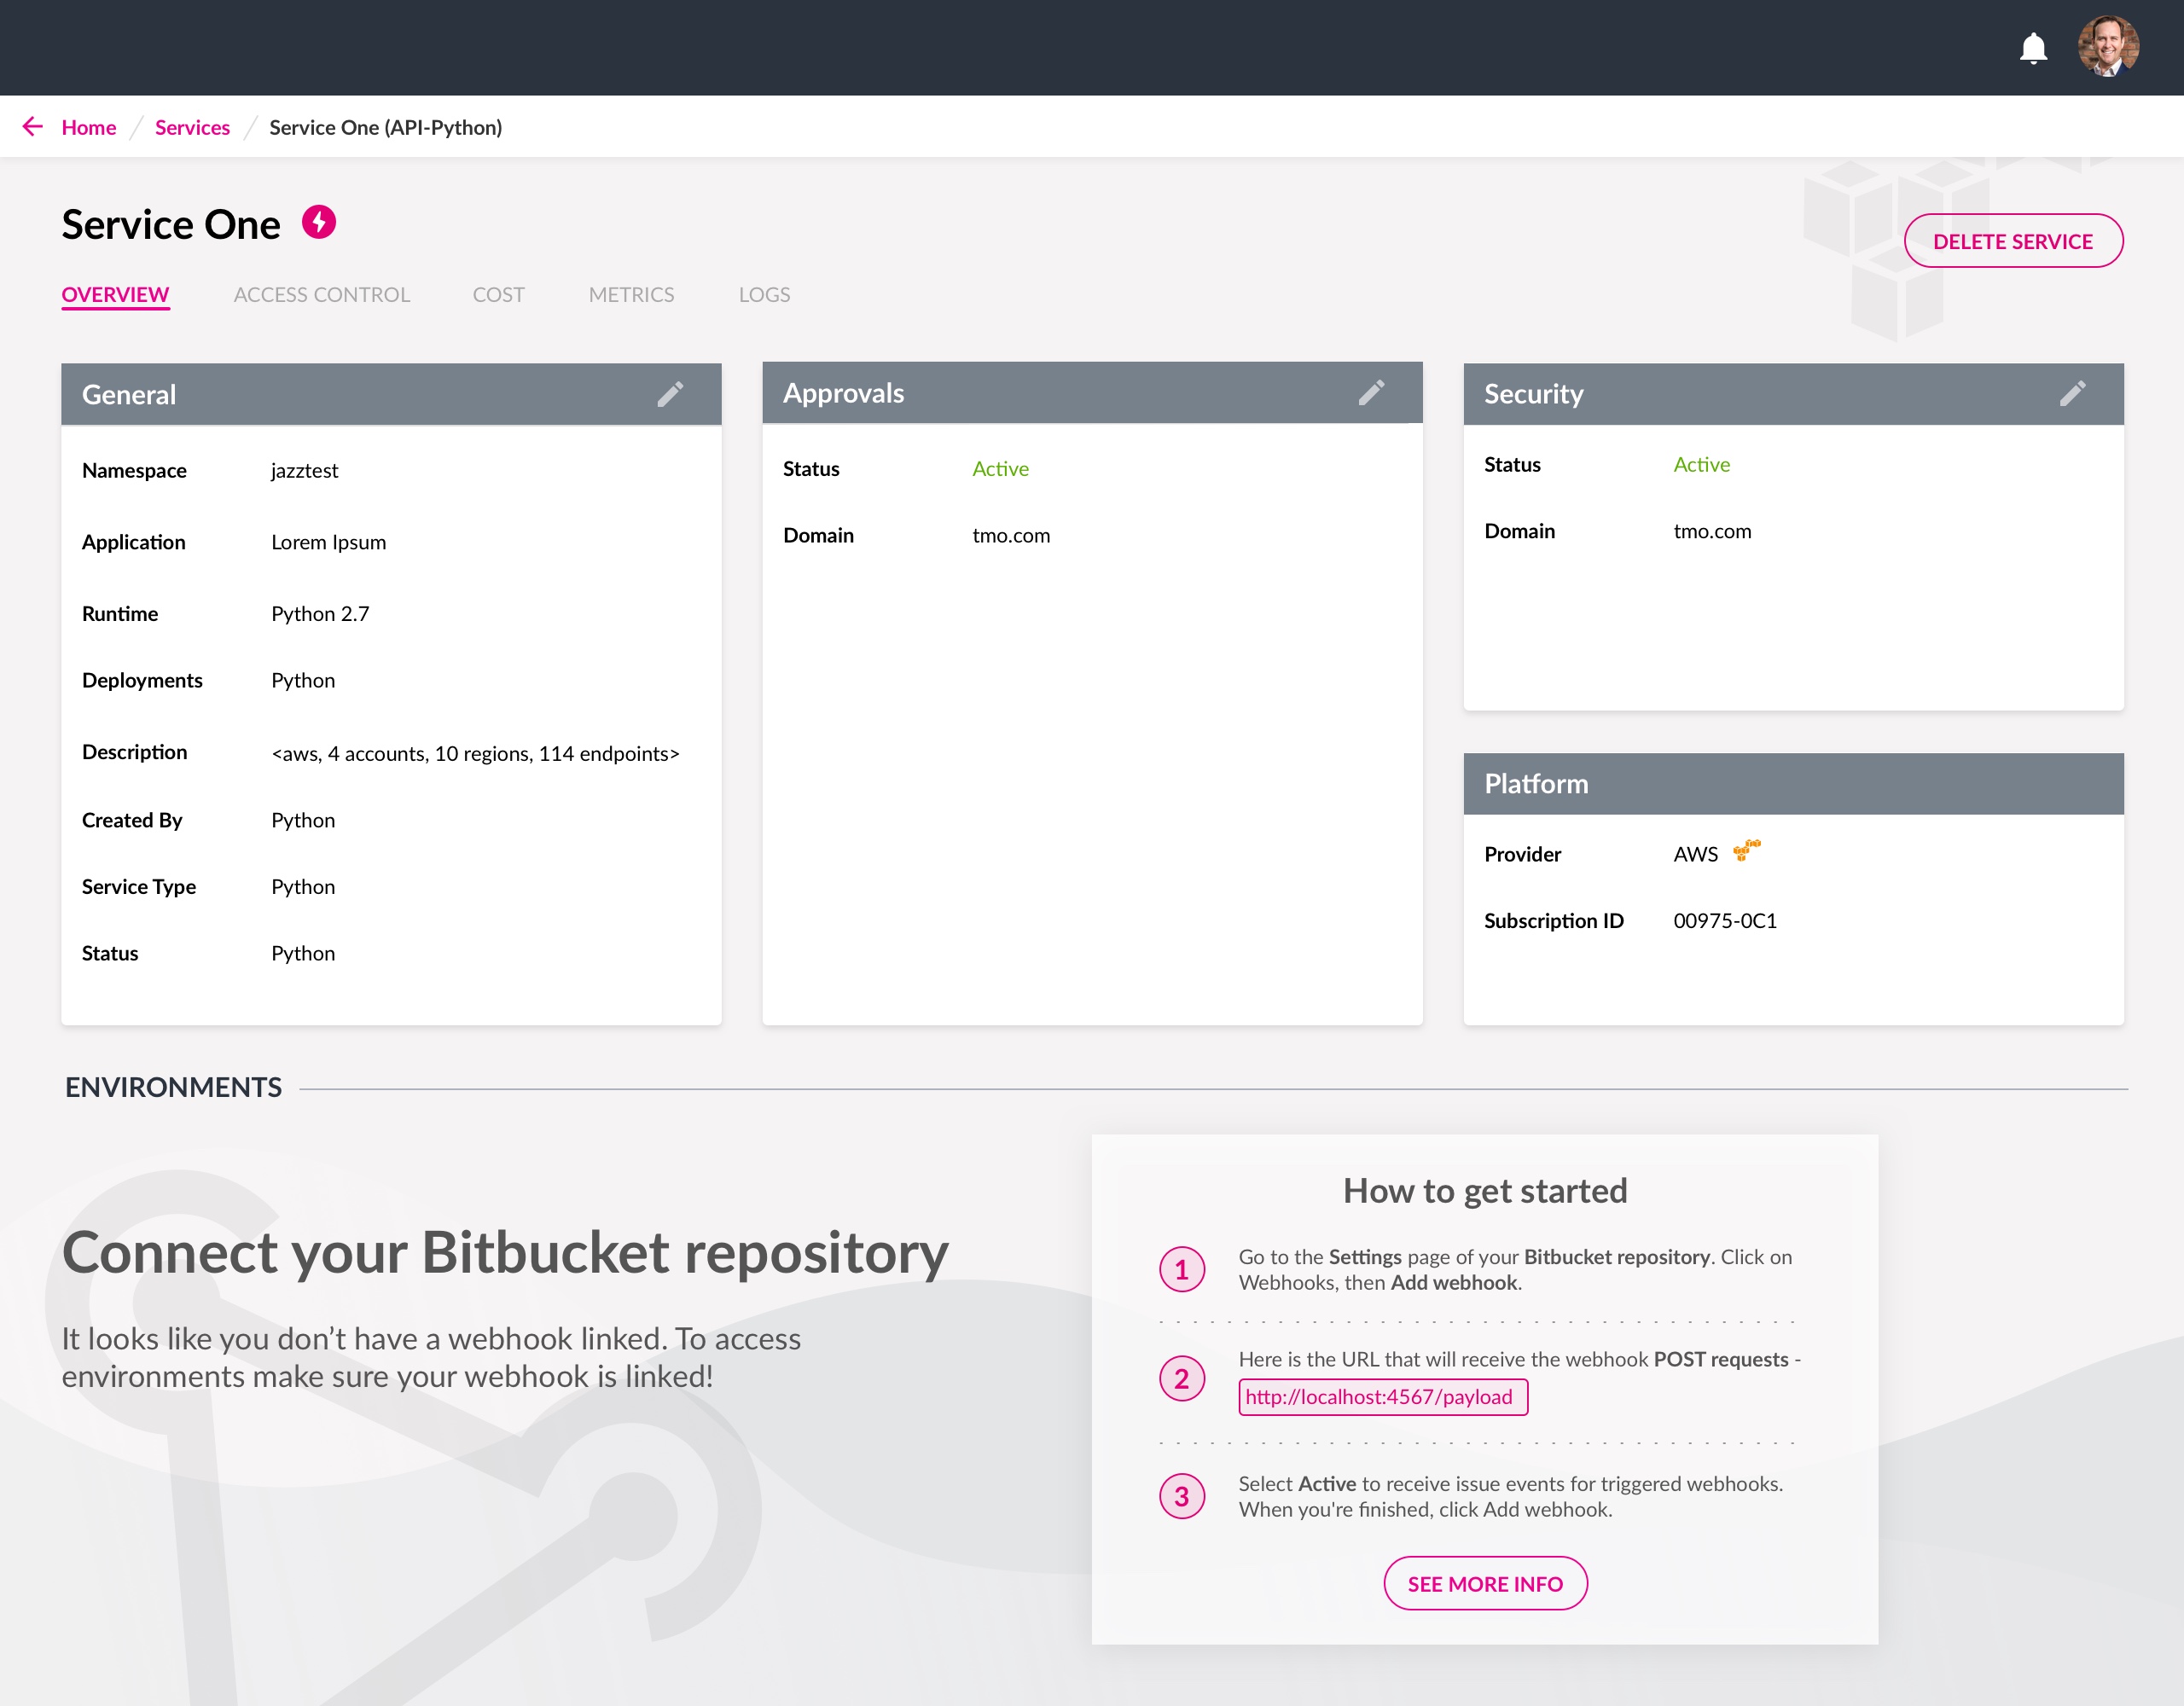 Home / Services / Service One (API-Python)
Service One
DELETE SERVICE
OVERVIEW ACCESS CONTROL COST METRICS LOGS
General
Namespace jazztest
Application Lorem Ipsum
Runtime Python 2.7
Deployments Python
Description <aws, 4 accounts, 10 regions, 114 endpoints>
Created By Python
Service Type Python
Status Python
Approvals
Status Active
Domain tmo.com
Security
Status Active
Domain tmo.com
Platform
Provider AWS
Subscription ID 00975-0C1
ENVIRONMENTS
Connect your Bitbucket repository
It looks like you don’t have a webhook linked. To access
environments make sure your webhook is linked!
How to get started
1
Go to the Settings page of your Bitbucket repository. Click on
Webhooks, then Add webhook.
2
Here is the URL that will receive the webhook POST requests -
http://localhost:4567/payload
3
Select Active to receive issue events for triggered webhooks.
When you're finished, click Add webhook.
SEE MORE INFO